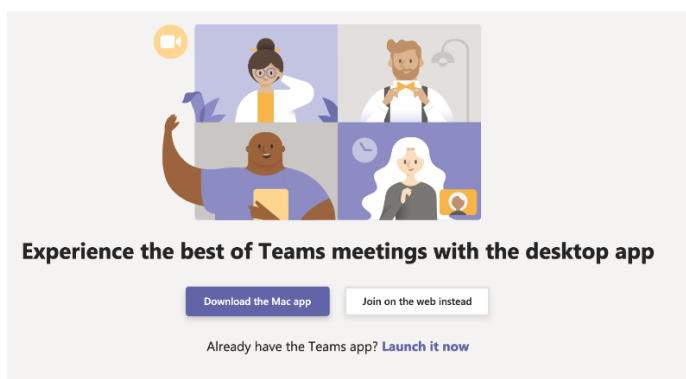 Experience the best of Teams meetings with the desktop app
Download the Mac app
Join on the web instead
Already have the Teams app? Launch it now